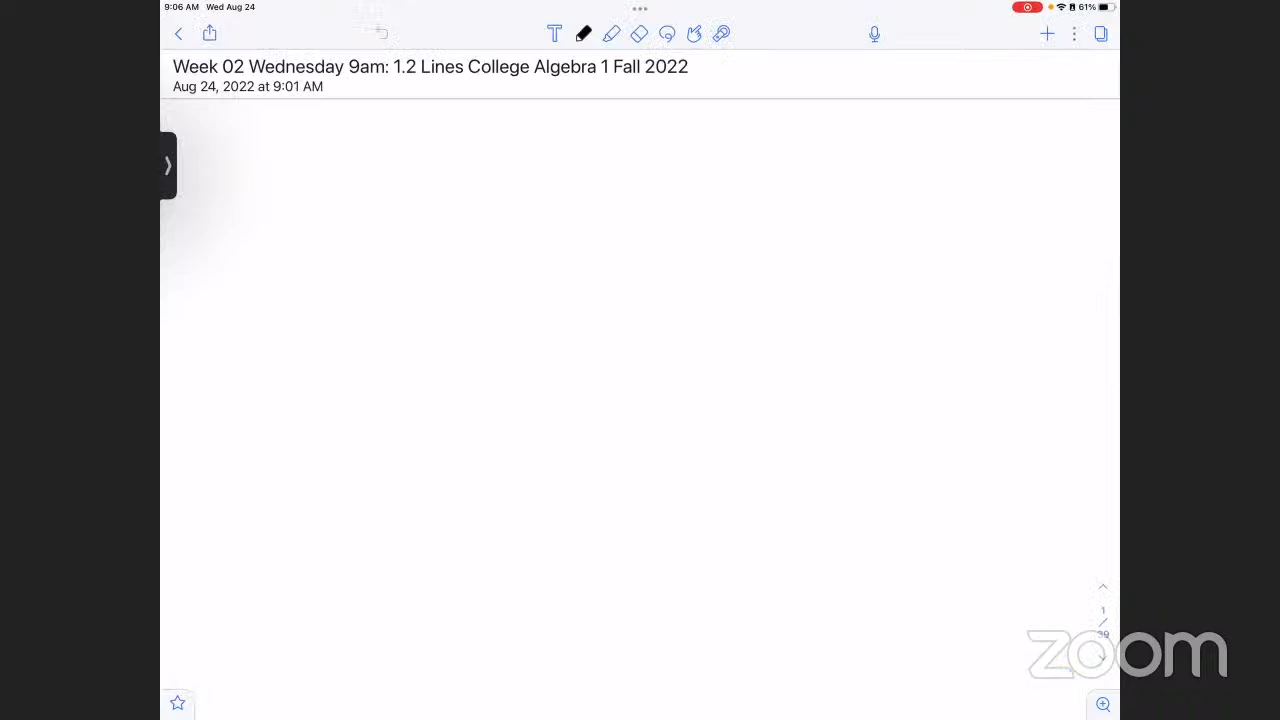 9:06 AM Wed Aug 24
61%
Week 02 Wednesday 9am: 1.2 Lines College Algebra 1 Fall 2022
Aug 24, 2022 at 9:01 AM
1
/
39
zoom